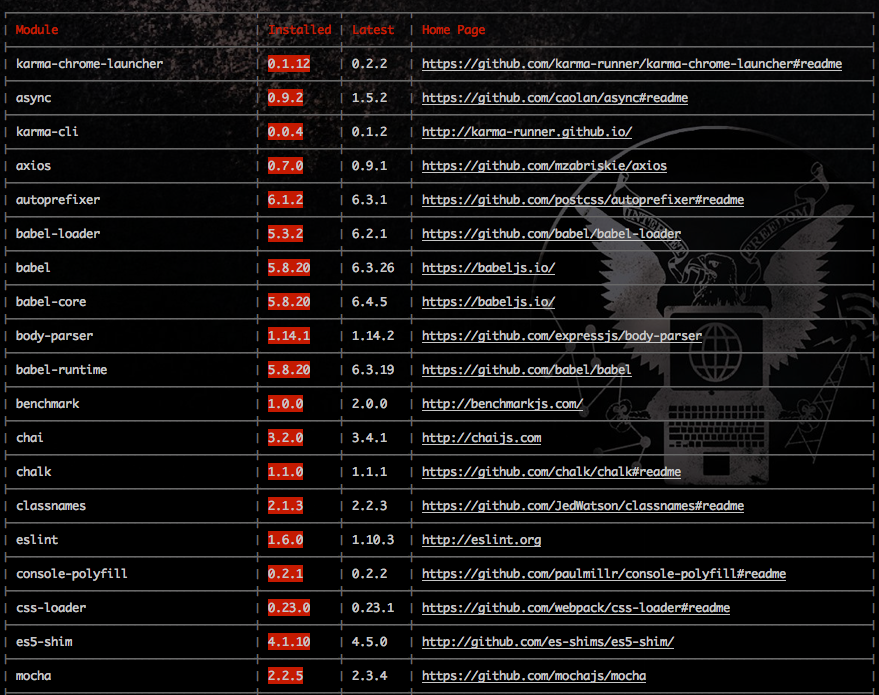 Module Installed Latest Home Page
karma-chrome-launcher 0.1.12 0.2.2 https://github.com/karma-runner/karma-chrome-launcher#readme
async 0.9.2 1.5.2 https://github.com/caolan/async#readme
karma-cli 0.0.4 0.1.2 http://karma-runner.github.io/
axios 0.7.0 0.9.1 https://github.com/mzabriskie/axios
autoprefixer 6.1.2 6.3.1 https://github.com/postcss/autoprefixer#readme
INTERNET FREEDOM
babel-loader 5.3.2 6.2.1 https://github.com/babel/babel-loader
babel 5.8.20 6.3.26 https://babeljs.io/
babel-core 5.8.20 6.4.5 https://babeljs.io/
body-parser 1.14.1 1.14.2 https://github.com/expressjs/body-parser
babel-runtime 5.8.20 6.3.19 https://github.com/babel/babel
benchmark 1.0.0 2.0.0 http://benchmarkjs.com/
chai 3.2.0 3.4.1 http://chaijs.com
chalk 1.1.0 1.1.1 https://github.com/chalk/chalk#readme
classnames 2.1.3 2.2.3 https://github.com/JedWatson/classnames#readme
eslint 1.6.0 1.10.3 http://eslint.org
console-polyfill 0.2.1 0.2.2 https://github.com/paulmillr/console-polyfill#readme
css-loader 0.23.0 0.23.1 https://github.com/webpack/css-loader#readme
es5-shim 4.1.10 4.5.0 http://github.com/es-shims/es5-shim/
mocha 2.2.5 2.3.4 https://github.com/mochajs/mocha